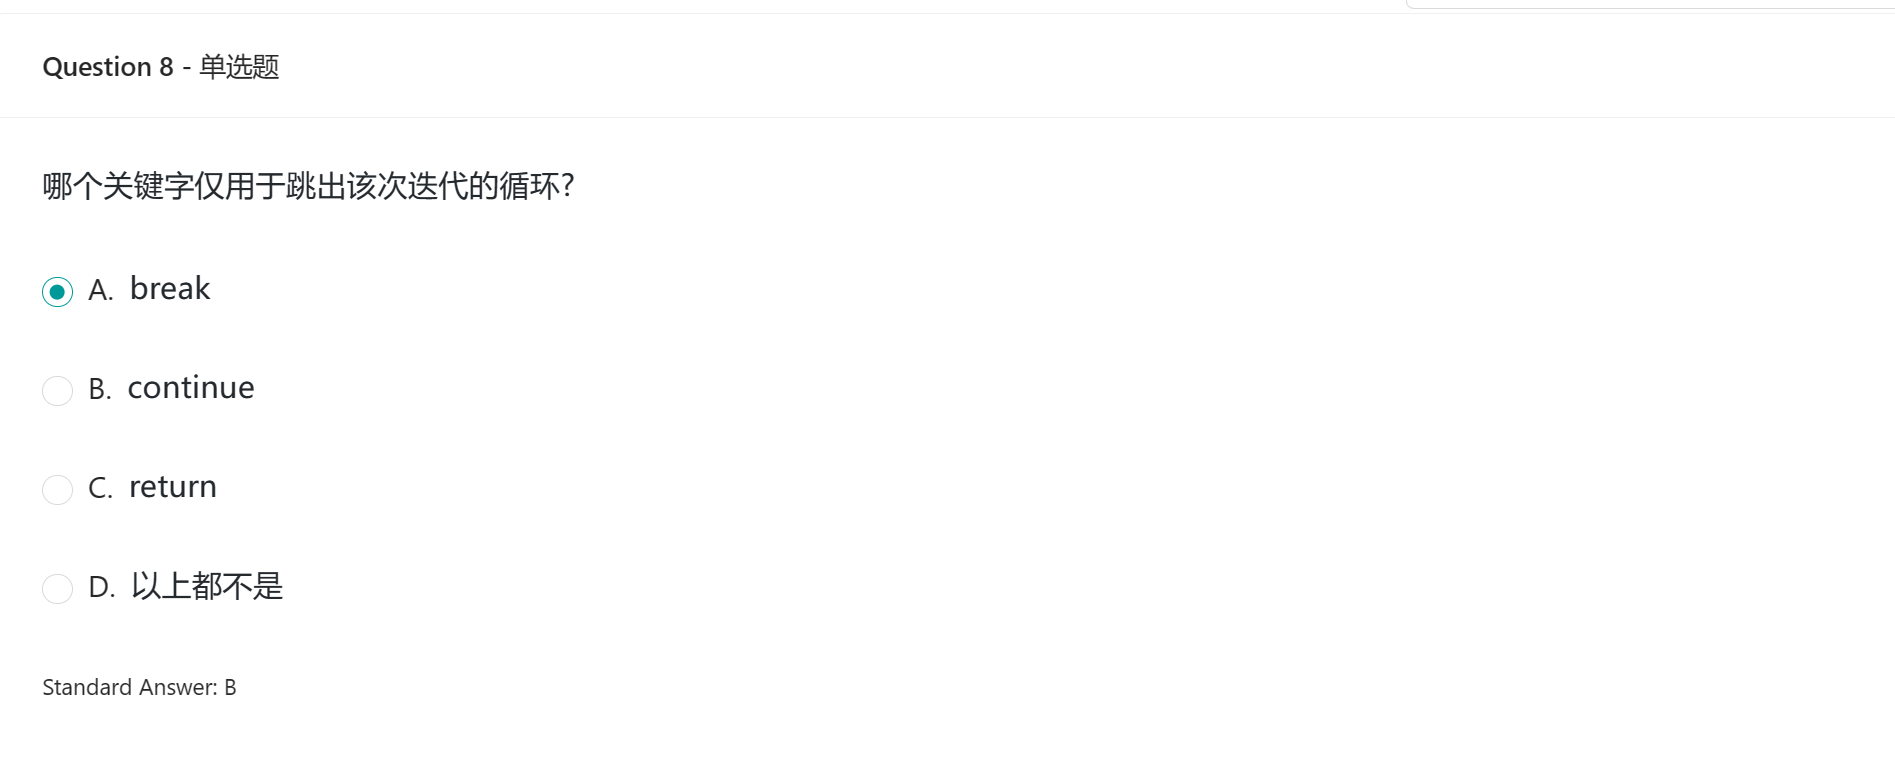 Question 8 - 单选题
哪个关键字仅用于跳出该次迭代的循环?
A. break
B. continue
C. return
D. 以上都不是
Standard Answer: B